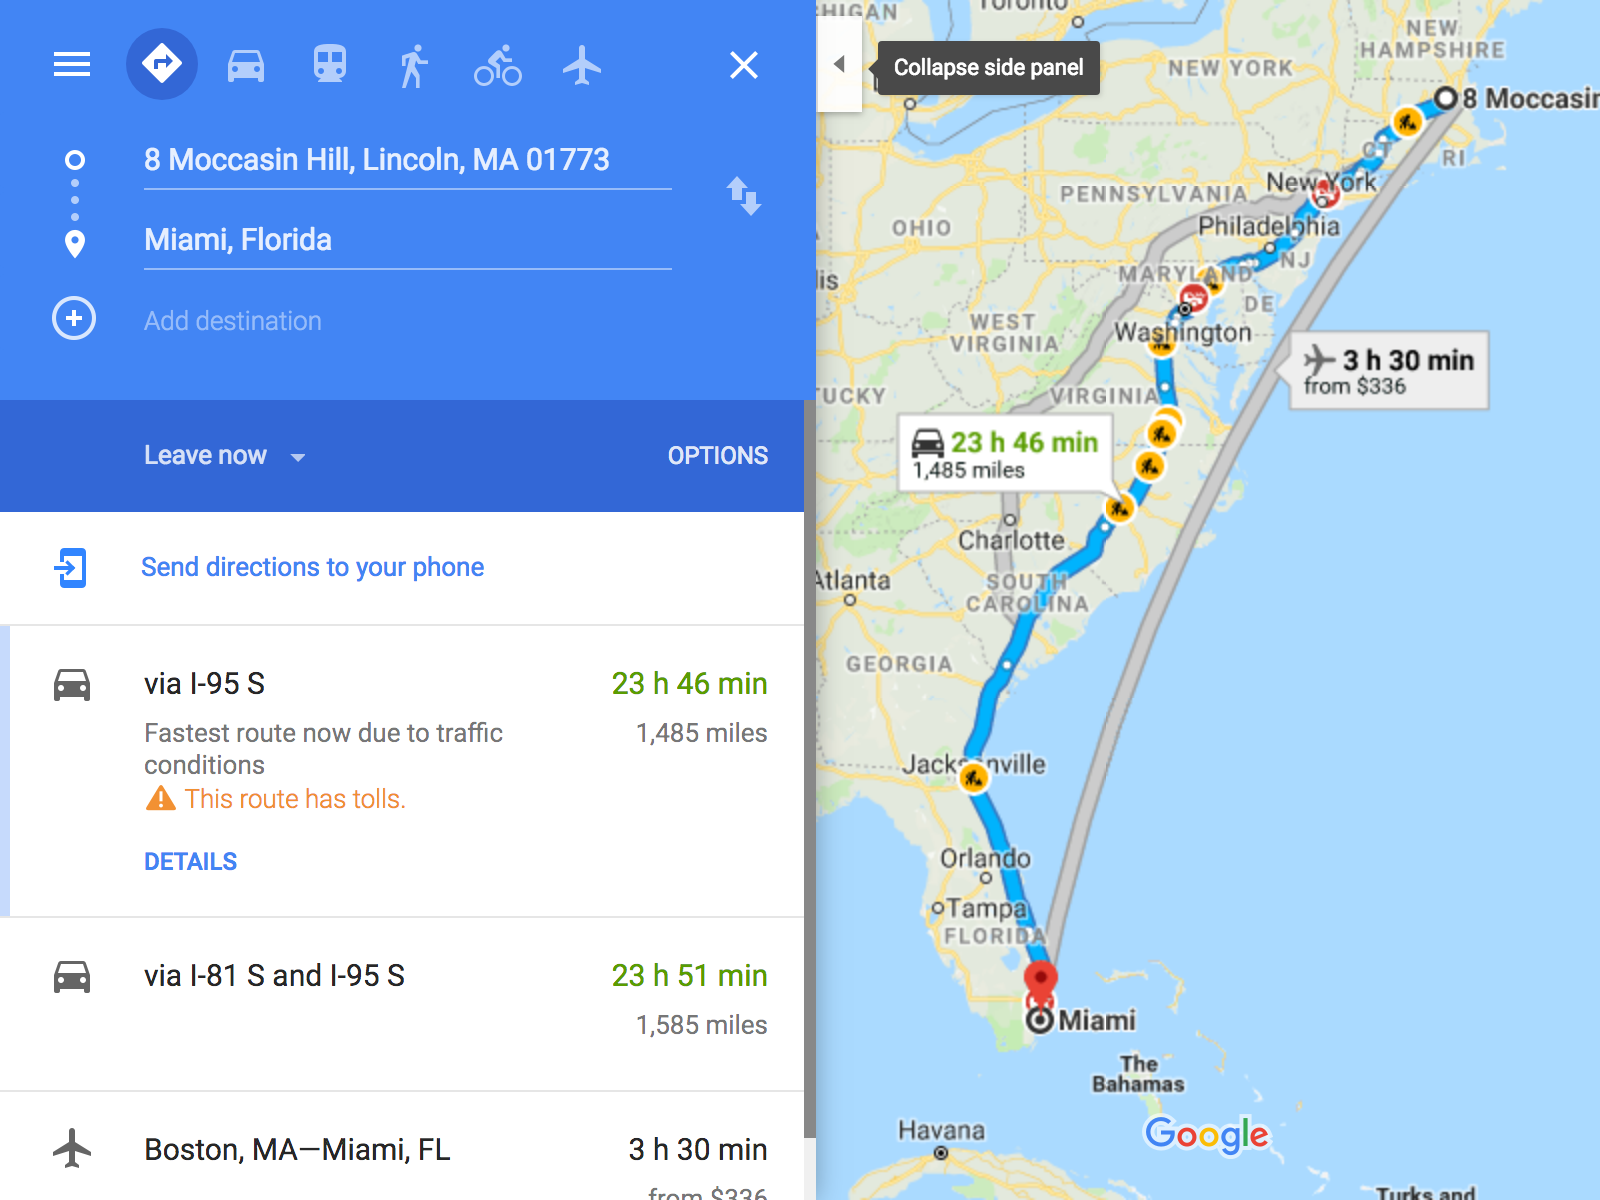 8 Moccasin Hill, Lincoln, MA 01773
Miami, Florida
Add destination
Leave now
OPTIONS
Send directions to your phone
via I-95 S
23 h 46 min
Fastest route now due to traffic
1,485 miles
conditions
This route has tolls.
DETAILS
via I-81 S and I-95 S
23 h 51 min
1,585 miles
Boston, MA—Miami, FL
3 h 30 min
from $336
Collapse side panel
HIGAN
Toronto
NEW
HAMPSHIRE
NEW YORK
8 Moccasin
CT
RI
New York
PENNSYLVANIA
Philadelphia
OHIO
NJ
MARYLAND
lis
DE
WEST
VIRGINIA
Washington
3 h 30 min
from $336
TUCKY
VIRGINIA
23 h 46 min
1,485 miles
Charlotte
Atlanta
SOUTH
CAROLINA
GEORGIA
Jacksonville
Orlando
Tampa
FLORIDA
Miami
The
Bahamas
Google
Havana
Turks and